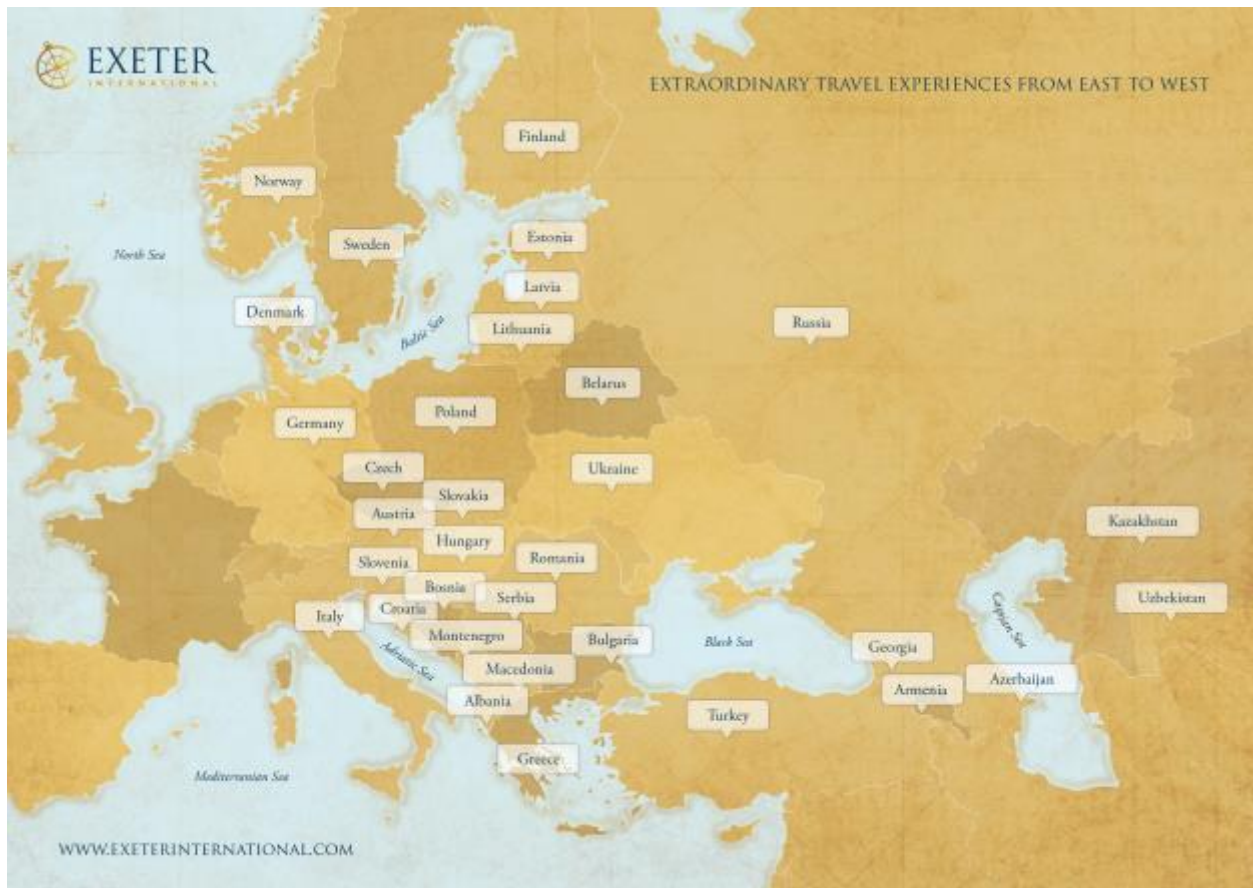 EXETER
INTERNATIONAL
EXTRAORDINARY TRAVEL EXPERIENCES FROM EAST TO WEST
Finland
Norway
Estonia
Sweden
North Sea
Latvia
Denmark
Lithuania
Baltic Sea
Russia
Belarus
Poland
Germany
Czech
Ukraine
Slovakia
Austria
Kazakhstan
Hungary
Romania
Slovenia
Bosnia
Serbia
Uzbekistan
Croatia
Italy
Caspian Sea
Montenegro
Bulgaria
Black Sea
Georgia
Adriatic Sea
Macedonia
Azerbaijan
Armenia
Albania
Turkey
Greece
Mediterranean Sea
WWW.EXETERINTERNATIONAL.COM